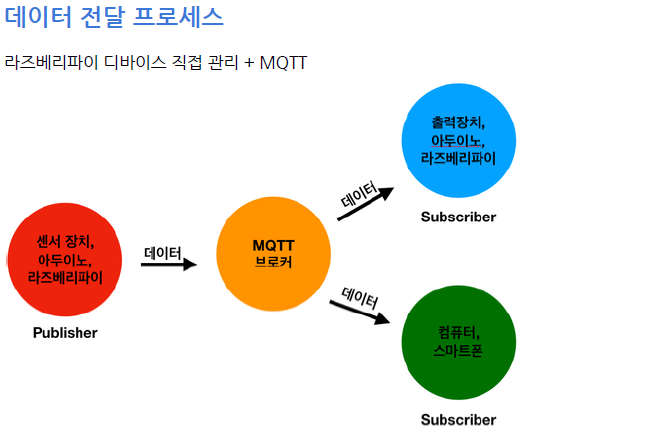 데이터 전달 프로세스
라즈베리파이 디바이스 직접 관리 + MQTT
출력장치,
아두이노,
라즈베리파이
데이터
Subscriber
센서 장치,
아두이노,
라즈베리파이
데이터
MQTT
브로커
Publisher
데이터
컴퓨터,
스마트폰
Subscriber